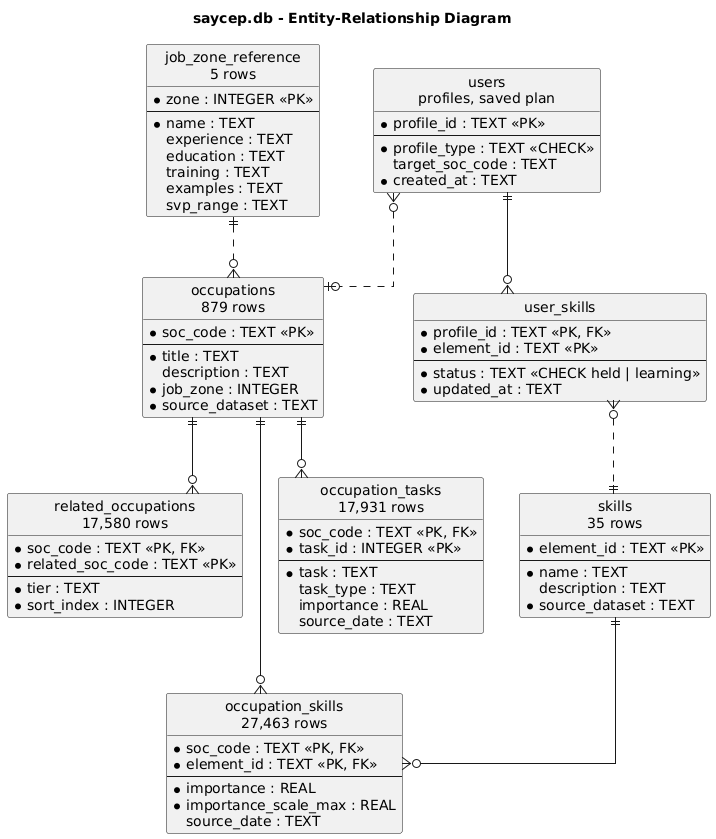 saycep.db - Entity-Relationship Diagram
job_zone_reference
5 rows
zone : INTEGER «PK»
name : TEXT
experience : TEXT
education : TEXT
training : TEXT
examples : TEXT
svp_range : TEXT
users
profiles, saved plan
profile_id : TEXT «PK»
profile_type : TEXT «CHECK»
target_soc_code : TEXT
created_at : TEXT
occupations
879 rows
soc_code : TEXT «PK»
title : TEXT
description : TEXT
job_zone : INTEGER
source_dataset : TEXT
user_skills
profile_id : TEXT «PK, FK»
element_id : TEXT «PK»
status : TEXT «CHECK held | learning»
updated_at : TEXT
related_occupations
17,580 rows
soc_code : TEXT «PK, FK»
related_soc_code : TEXT «PK»
tier : TEXT
sort_index : INTEGER
occupation_tasks
17,931 rows
soc_code : TEXT «PK, FK»
task_id : INTEGER «PK»
task : TEXT
task_type : TEXT
importance : REAL
source_date : TEXT
skills
35 rows
element_id : TEXT «PK»
name : TEXT
description : TEXT
source_dataset : TEXT
occupation_skills
27,463 rows
soc_code : TEXT «PK, FK»
element_id : TEXT «PK, FK»
importance : REAL
importance_scale_max : REAL
source_date : TEXT